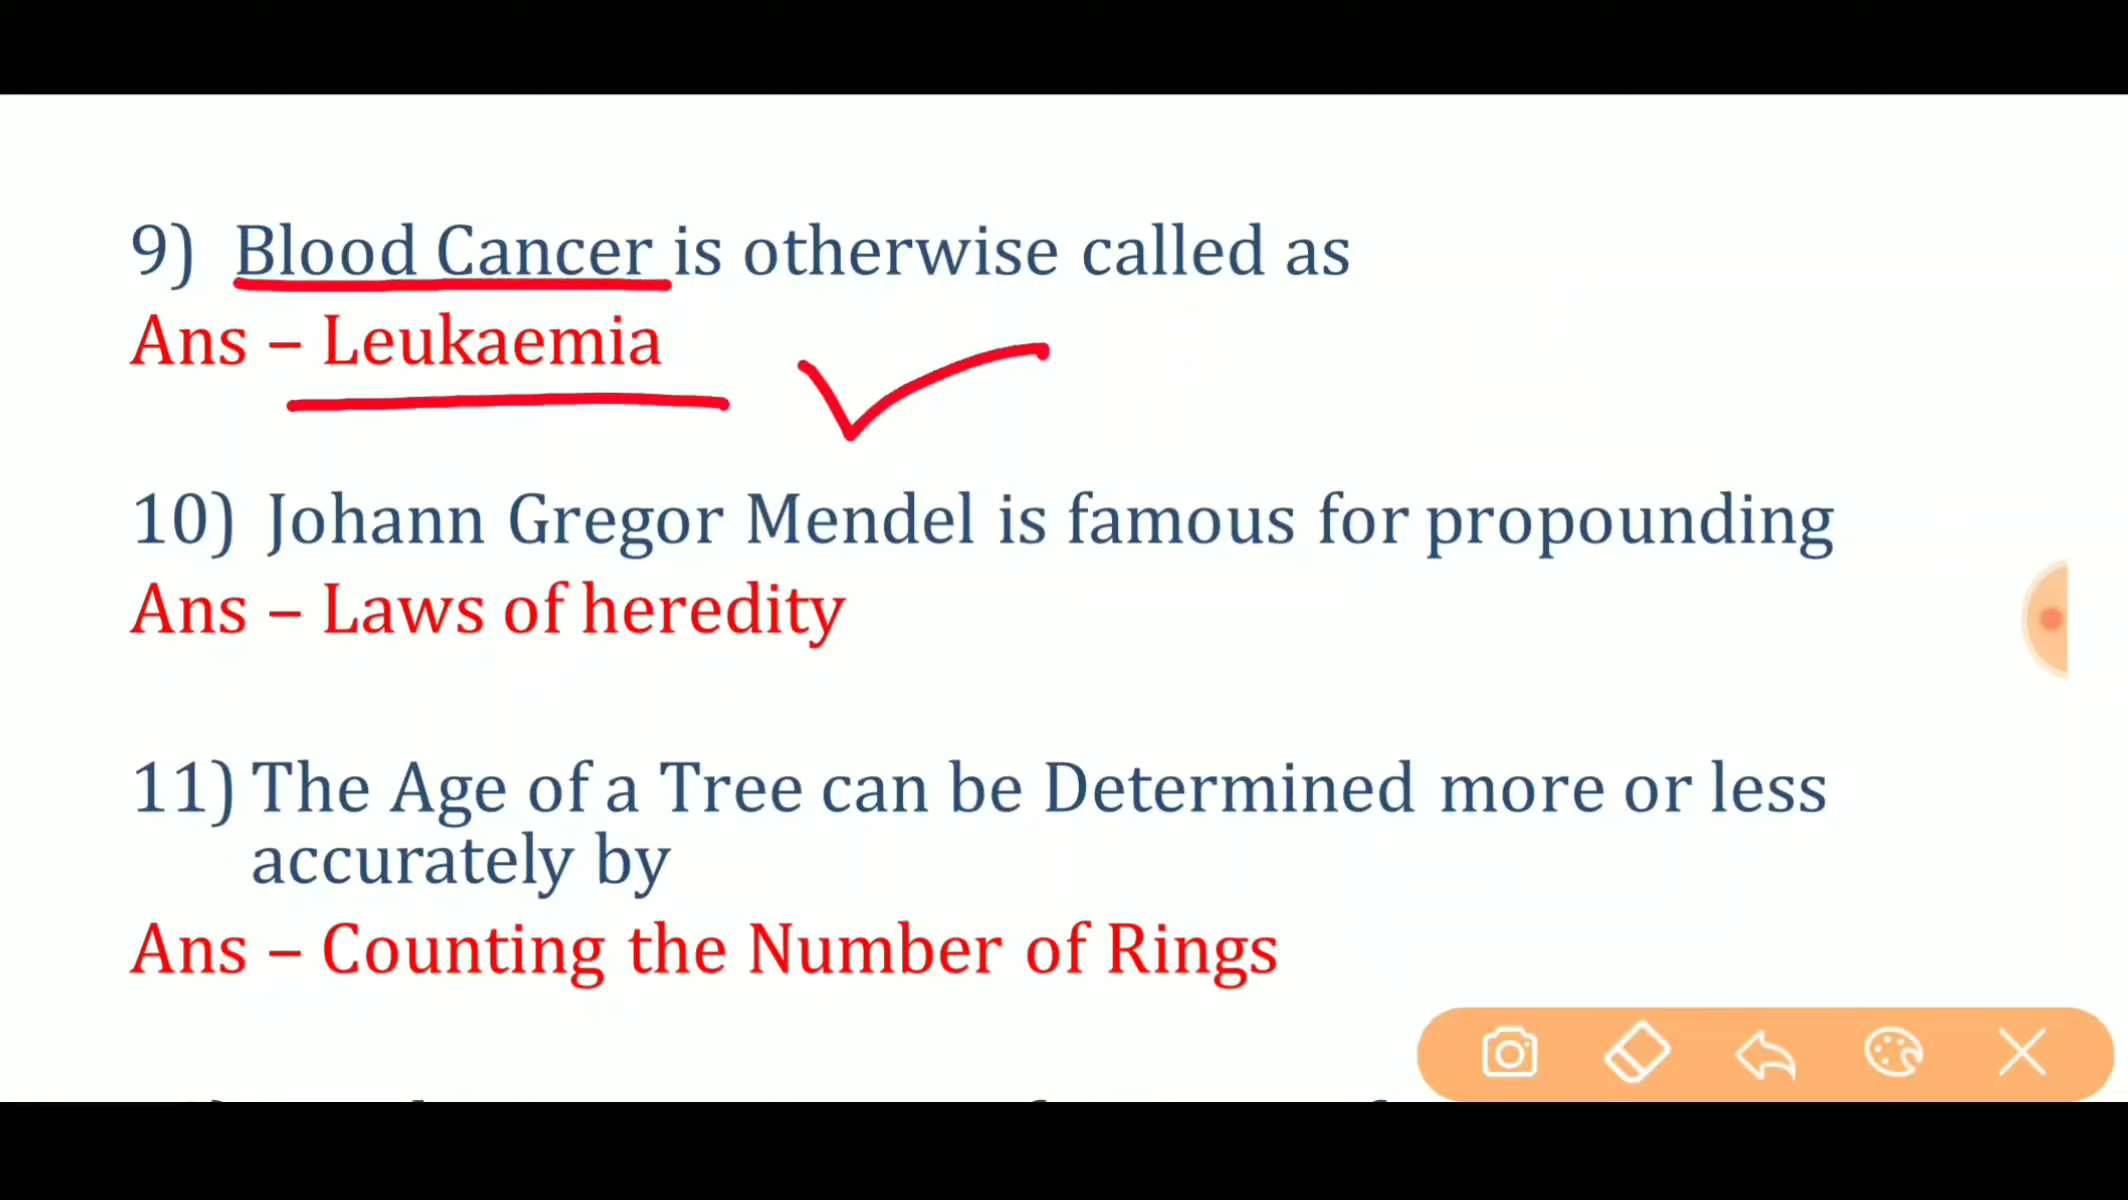 9) Blood Cancer is otherwise called as
Ans – Leukaemia
10) Johann Gregor Mendel is famous for propounding
Ans – Laws of heredity
11) The Age of a Tree can be Determined more or less
accurately by
Ans – Counting the Number of Rings